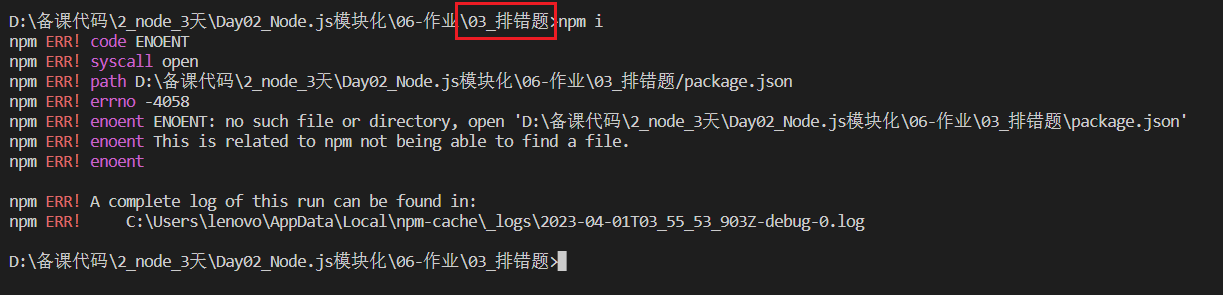 D:\备课代码\2_node_3天\Day02_Node.js模块化\06-作业\03_排错题>npm i
npm ERR! code ENOENT
npm ERR! syscall open
npm ERR! path D:\备课代码\2_node_3天\Day02_Node.js模块化\06-作业\03_排错题/package.json
npm ERR! errno -4058
npm ERR! enoent ENOENT: no such file or directory, open 'D:\备课代码\2_node_3天\Day02_Node.js模块化\06-作业\03_排错题\package.json'
npm ERR! enoent This is related to npm not being able to find a file.
npm ERR! enoent
npm ERR! A complete log of this run can be found in:
npm ERR!     C:\Users\lenovo\AppData\Local\npm-cache\_logs\2023-04-01T03_55_53_903Z-debug-0.log
D:\备课代码\2_node_3天\Day02_Node.js模块化\06-作业\03_排错题>